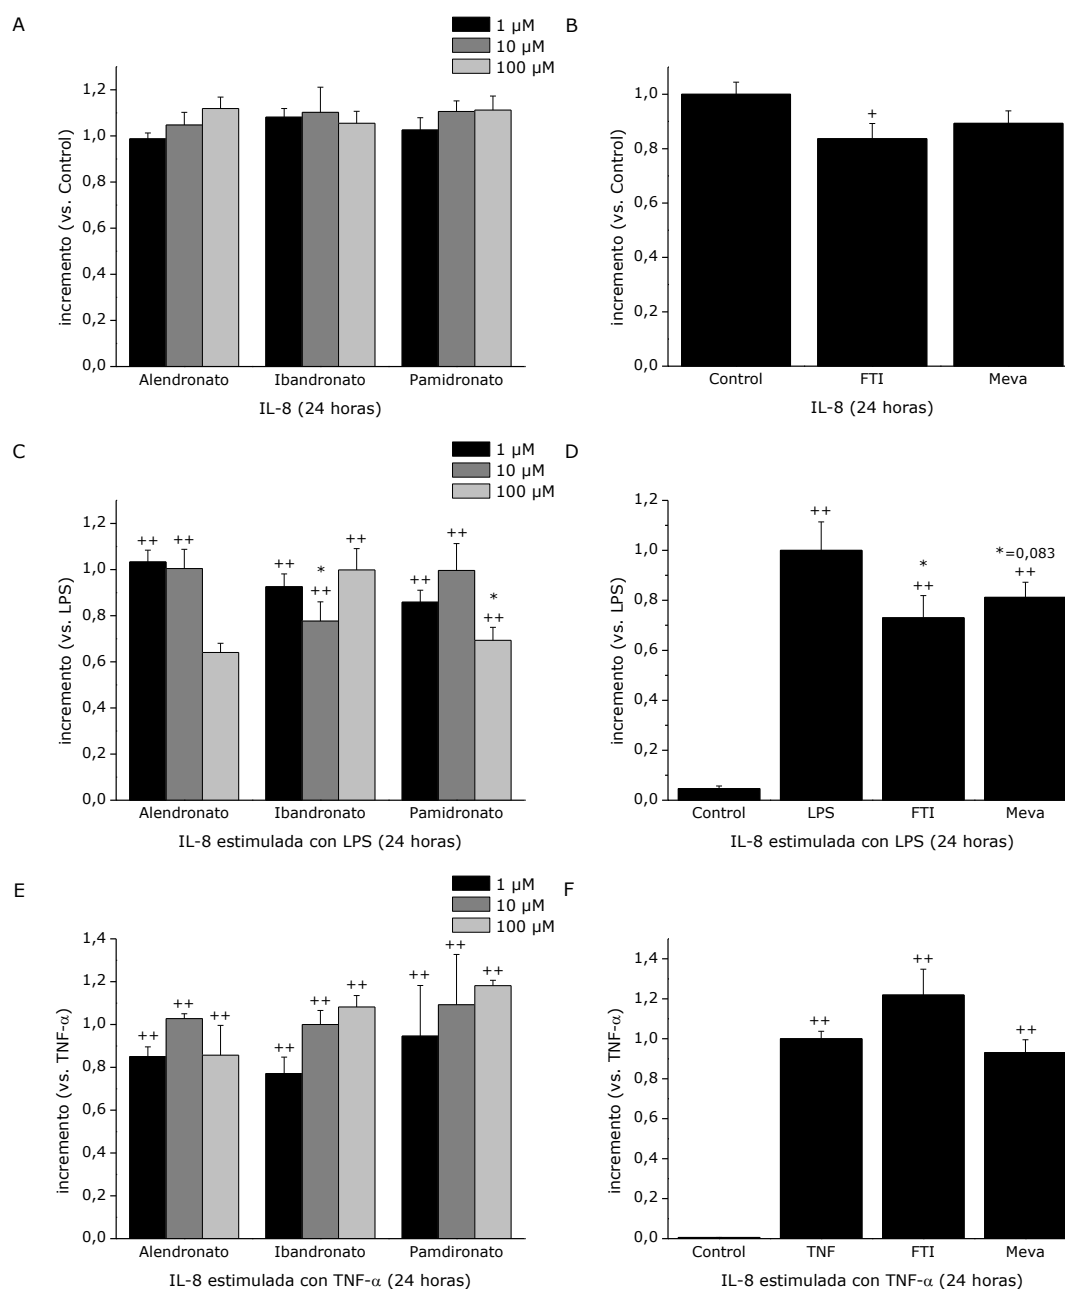 A
1 µM
10 µM
100 µM
incremento (vs. Control)
1,2
1,0
0,8
0,6
0,4
0,2
0,0
Alendronato Ibandronato Pamidronato
IL-8 (24 horas)
B
incremento (vs. Control)
1,0
0,8
0,6
0,4
0,2
0,0
+
Control FTI Meva
IL-8 (24 horas)
C
1 µM
10 µM
100 µM
incremento (vs. LPS)
1,2
1,0
0,8
0,6
0,4
0,2
0,0
++ ++ ++ * ++ ++ ++ * ++
Alendronato Ibandronato Pamidronato
IL-8 estimulada con LPS (24 horas)
D
incremento (vs. LPS)
1,2
1,0
0,8
0,6
0,4
0,2
0,0
++
*
++
*=0,083
++
Control LPS FTI Meva
IL-8 estimulada con LPS (24 horas)
E
1 µM
10 µM
100 µM
incremento (vs. TNF-α)
1,4
1,2
1,0
0,8
0,6
0,4
0,2
0,0
++ ++ ++ ++ ++ ++ ++ ++ ++
Alendronato Ibandronato Pamdironato
IL-8 estimulada con TNF-α (24 horas)
F
incremento (vs. TNF-α)
1,4
1,2
1,0
0,8
0,6
0,4
0,2
0,0
++ ++ ++
Control TNF FTI Meva
IL-8 estimulada con TNF-α (24 horas)